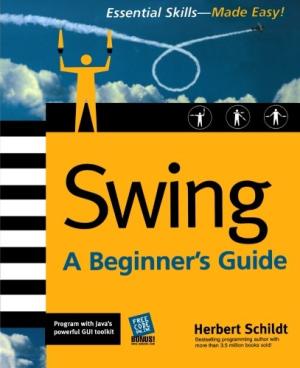 Essential Skills—Made Easy!
Swing
A Beginner's Guide
Program with Java's
powerful GUI toolkit
FREE
CODE
ONLINE
BONUS!
Herbert Schildt
Bestselling programming author with
more than 3.5 million books sold!